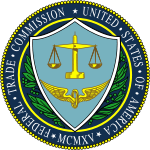 FEDERAL TRADE COMMISSION
UNITED STATES OF AMERICA
MCMXV